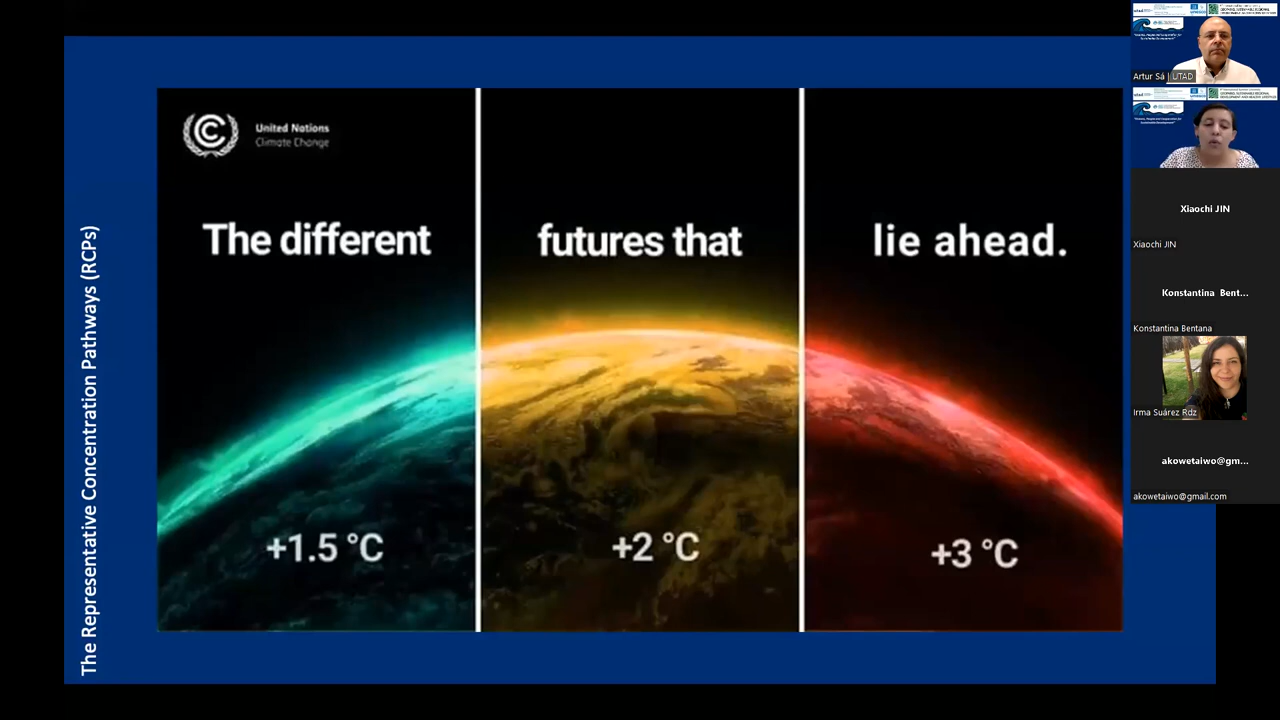 The Representative Concentration Pathways (RCPs)
United Nations
Climate Change
The different
futures that
lie ahead.
+1.5 °C
+2 °C
+3 °C
Artur Sá | UTAD
Xiaochi JIN
Xiaochi JIN
Konstantina Bent...
Konstantina Bentana
Irma Suárez Rdz
akowetaiwo@gm...
akowetaiwo@gmail.com